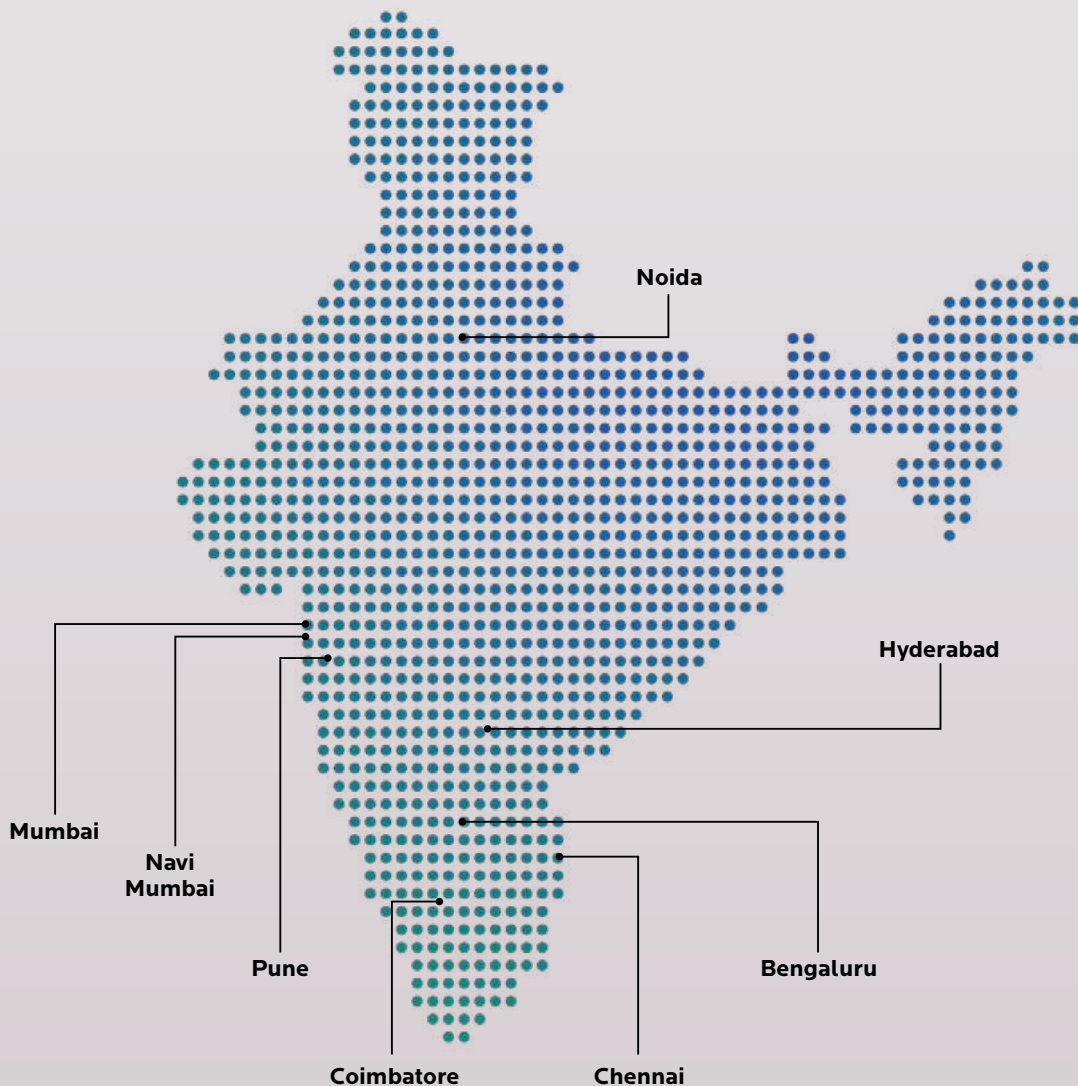 Noida
Hyderabad
Mumbai
Navi
Mumbai
Pune
Bengaluru
Coimbatore
Chennai